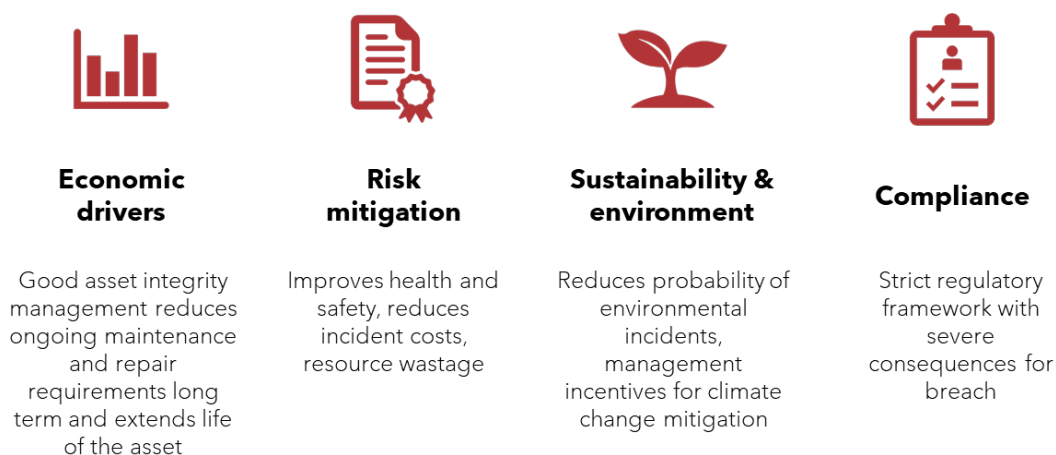 Economic
drivers
Good asset integrity
management reduces
ongoing maintenance
and repair
requirements long
term and extends life
of the asset
Risk
mitigation
Improves health and
safety, reduces
incident costs,
resource wastage
Sustainability &
environment
Reduces probability of
environmental
incidents,
management
incentives for climate
change mitigation
Compliance
Strict regulatory
framework with
severe
consequences for
breach